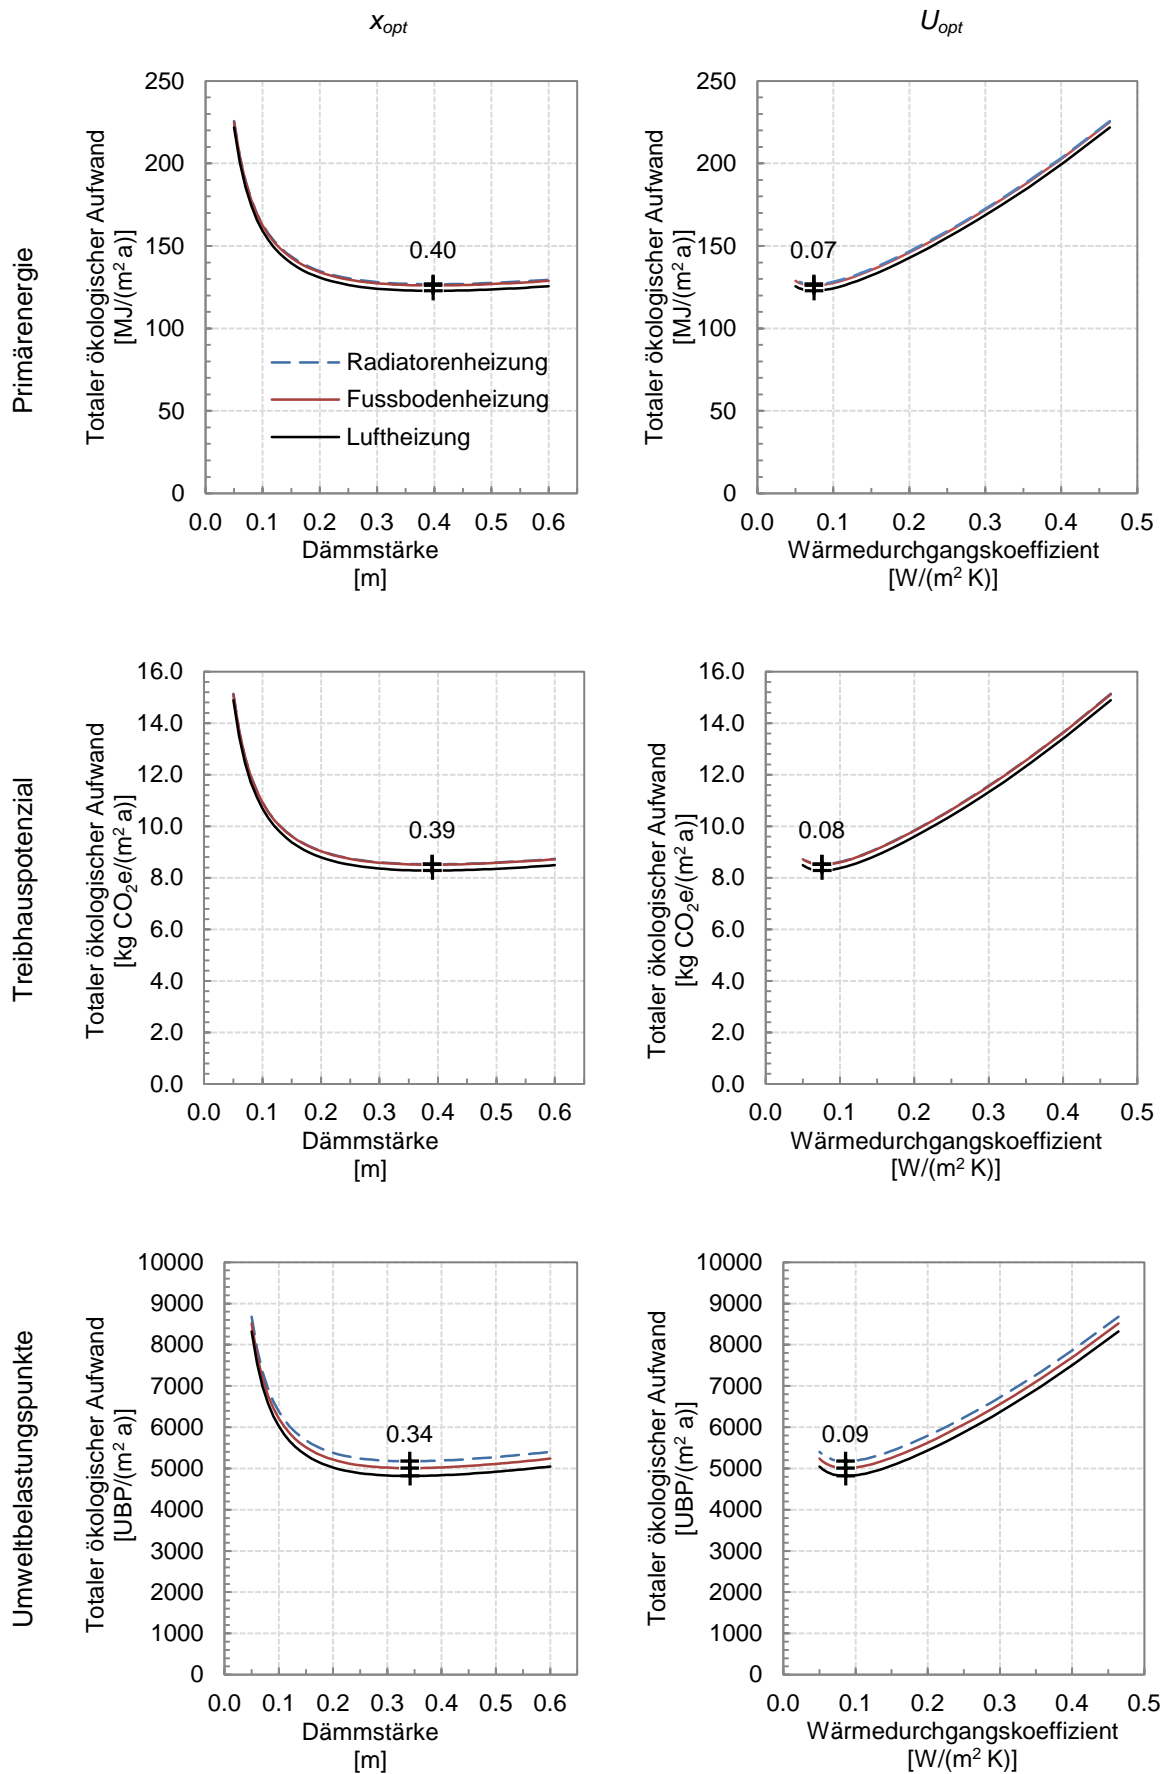 x_opt
U_opt
Primärenergie
Totaler ökologischer Aufwand
[MJ/(m² a)]
250
200
150
100
50
0
0.40
Radiatorenheizung
Fussbodenheizung
Luftheizung
0.0 0.1 0.2 0.3 0.4 0.5 0.6
Dämmstärke
[m]
Totaler ökologischer Aufwand
[MJ/(m² a)]
250
200
150
100
50
0
0.07
0.0 0.1 0.2 0.3 0.4 0.5
Wärmedurchgangskoeffizient
[W/(m² K)]
Treibhauspotenzial
Totaler ökologischer Aufwand
[kg CO₂e/(m² a)]
16.0
14.0
12.0
10.0
8.0
6.0
4.0
2.0
0.0
0.39
0.0 0.1 0.2 0.3 0.4 0.5 0.6
Dämmstärke
[m]
Totaler ökologischer Aufwand
[kg CO₂e/(m² a)]
16.0
14.0
12.0
10.0
8.0
6.0
4.0
2.0
0.0
0.08
0.0 0.1 0.2 0.3 0.4 0.5
Wärmedurchgangskoeffizient
[W/(m² K)]
Umweltbelastungspunkte
Totaler ökologischer Aufwand
[UBP/(m² a)]
10000
9000
8000
7000
6000
5000
4000
3000
2000
1000
0
0.34
0.0 0.1 0.2 0.3 0.4 0.5 0.6
Dämmstärke
[m]
Totaler ökologischer Aufwand
[UBP/(m² a)]
10000
9000
8000
7000
6000
5000
4000
3000
2000
1000
0
0.09
0.0 0.1 0.2 0.3 0.4 0.5
Wärmedurchgangskoeffizient
[W/(m² K)]